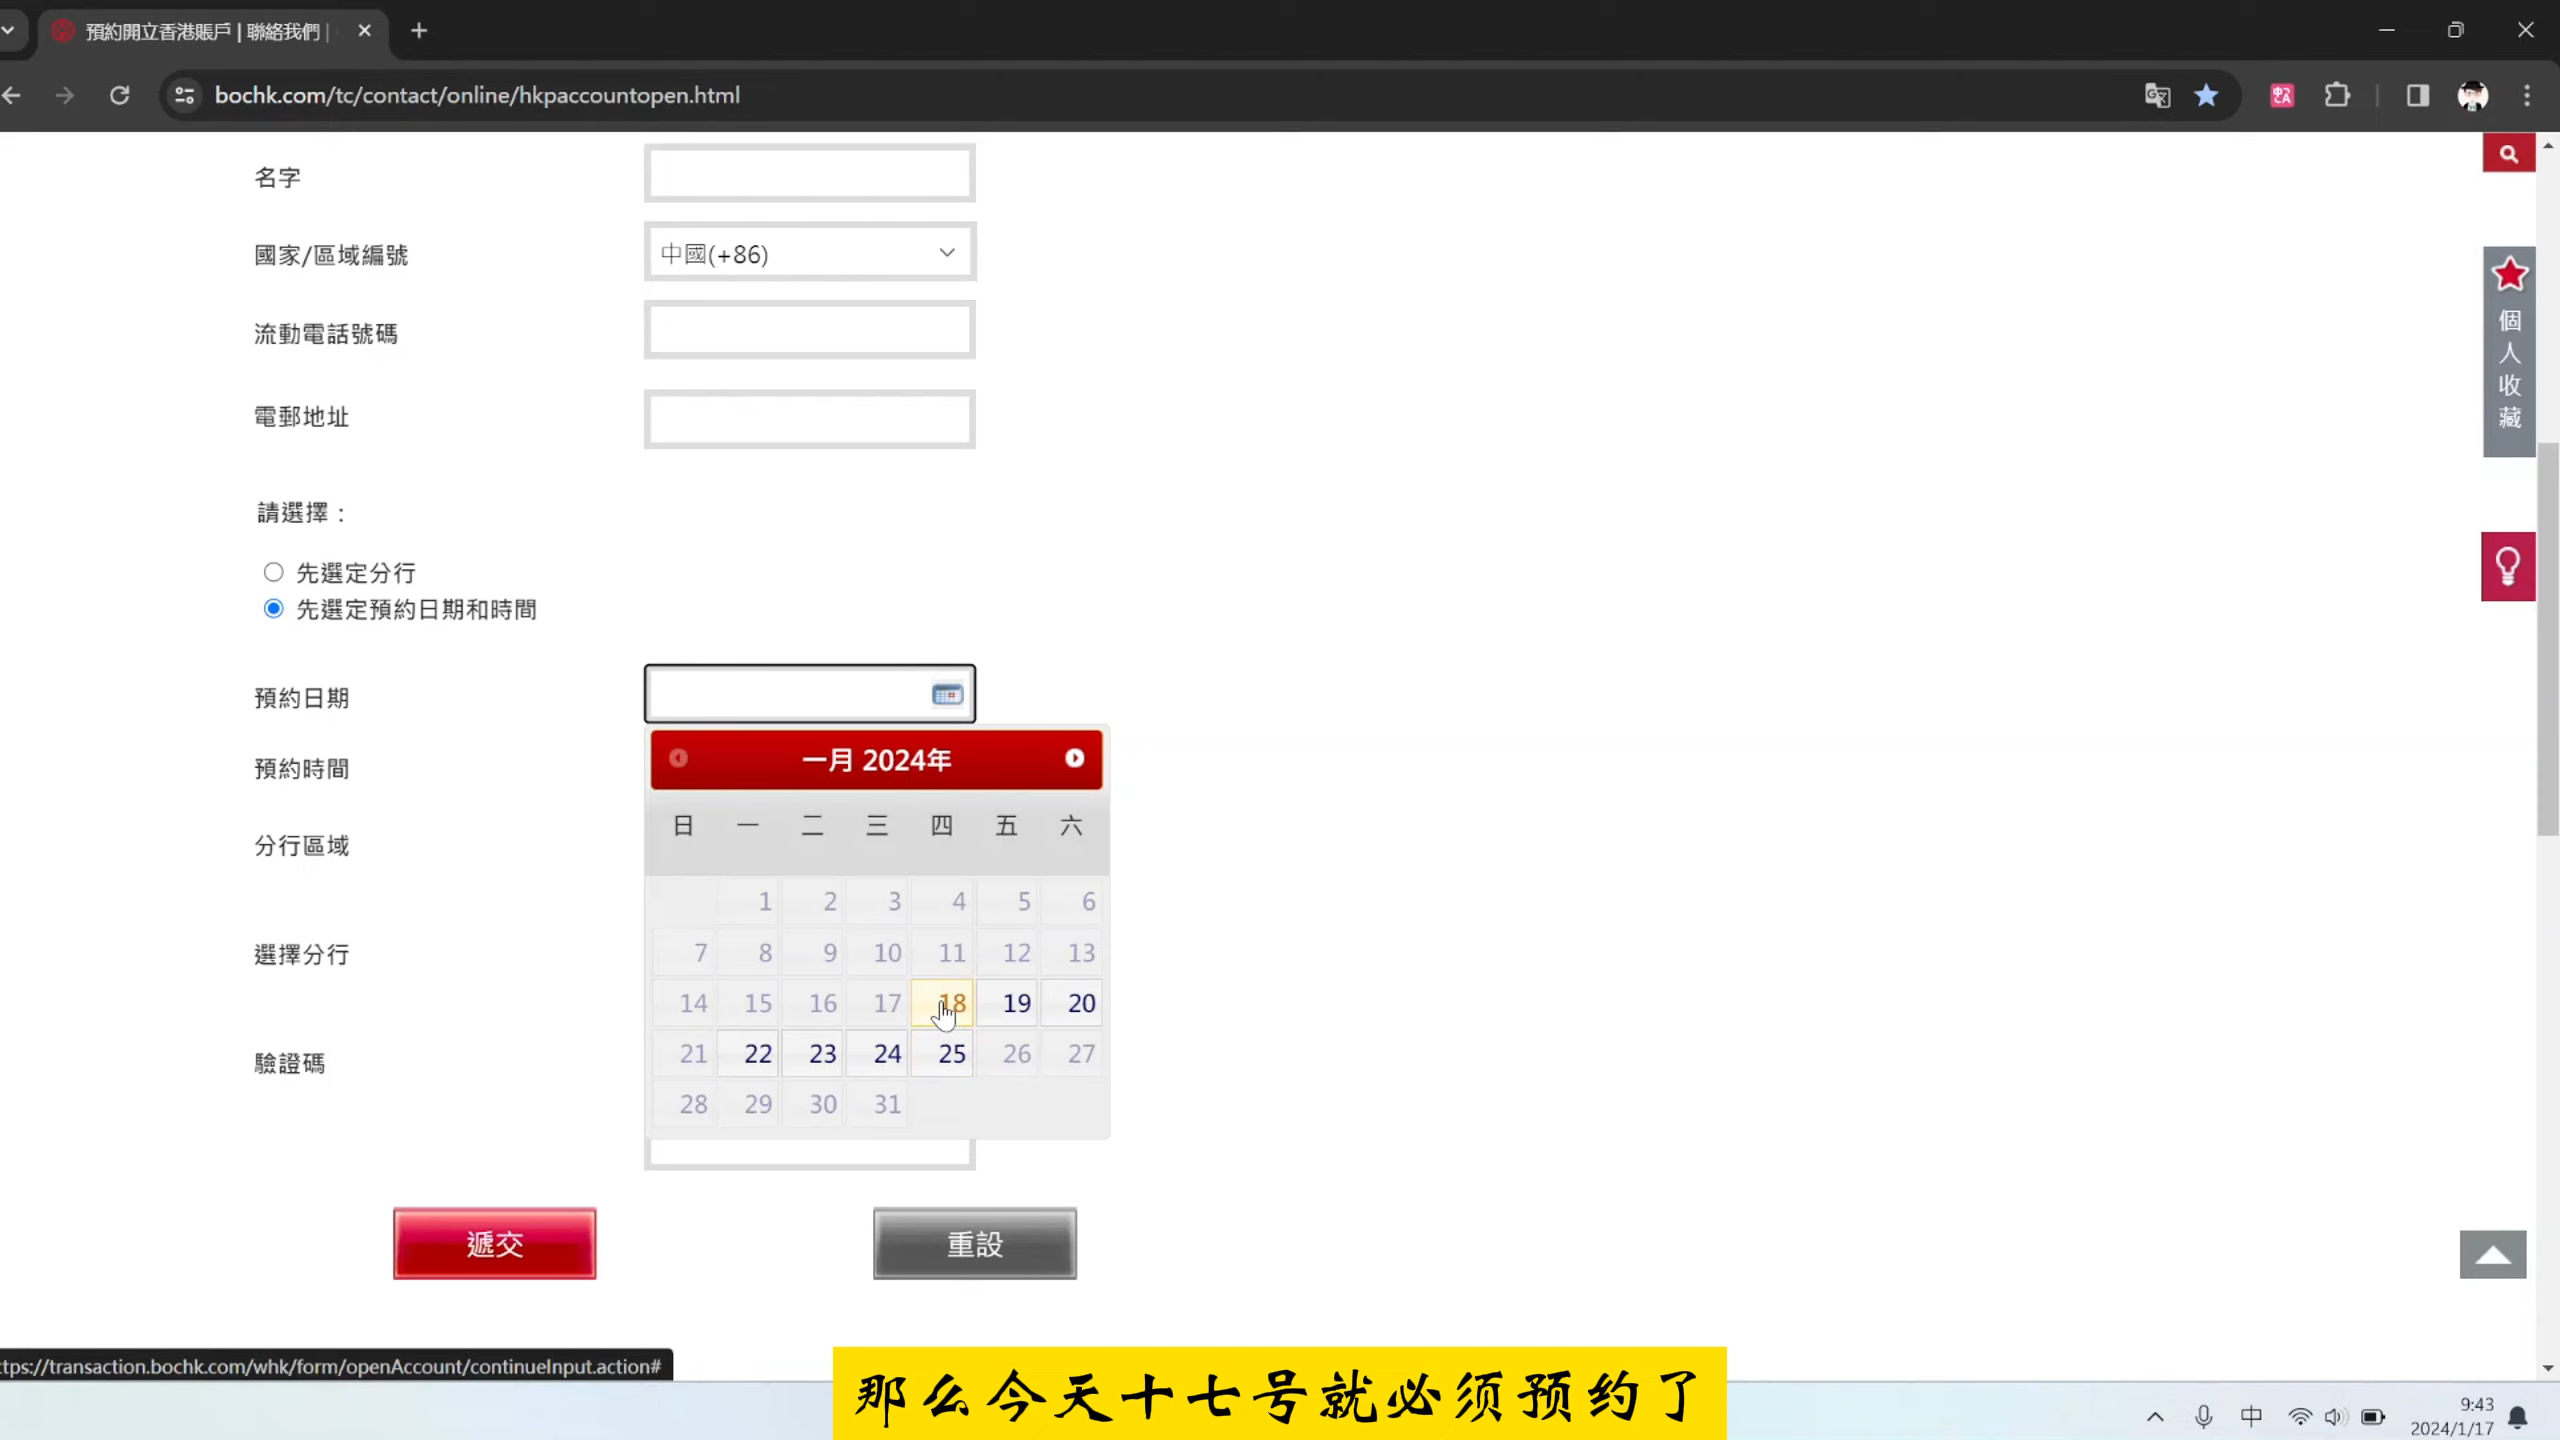 預約開立香港賬戶 | 聯絡我們 |
bochk.com/tc/contact/online/hkpaccountopen.html
名字
國家/區域編號
中國(+86)
流動電話號碼
電郵地址
請選擇：
先選定分行
先選定預約日期和時間
預約日期
一月 2024年
日 一 二 三 四 五 六
1 2 3 4 5 6
7 8 9 10 11 12 13
14 15 16 17 18 19 20
21 22 23 24 25 26 27
28 29 30 31
預約時間
分行區域
選擇分行
驗證碼
遞交
重設
個人收藏
ttps://transaction.bochk.com/whk/form/openAccount/continueInput.action#
那么今天十七号就必须预约了
中
9:43
2024/1/17